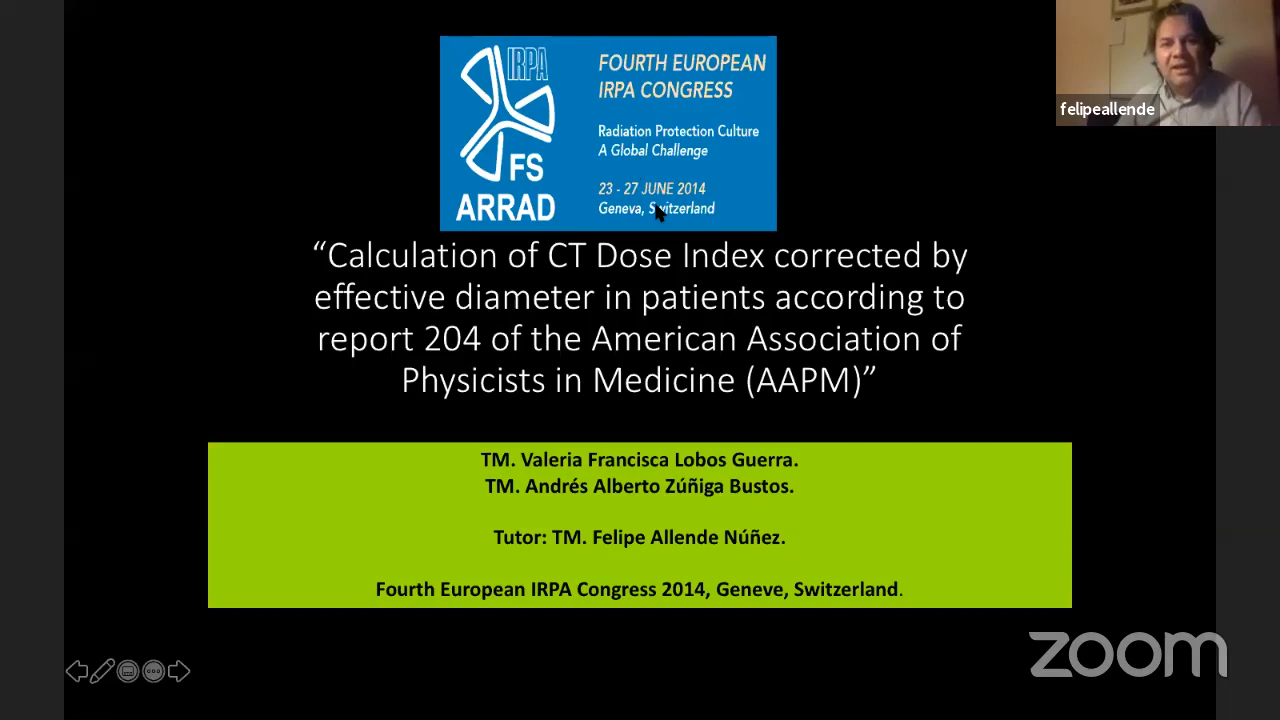 IRPA
FS
ARRAD
FOURTH EUROPEAN
IRPA CONGRESS
Radiation Protection Culture
A Global Challenge
23 - 27 JUNE 2014
Geneva, Switzerland
felipeallende
“Calculation of CT Dose Index corrected by
effective diameter in patients according to
report 204 of the American Association of
Physicists in Medicine (AAPM)”
TM. Valeria Francisca Lobos Guerra.
TM. Andrés Alberto Zúñiga Bustos.
Tutor: TM. Felipe Allende Núñez.
Fourth European IRPA Congress 2014, Geneve, Switzerland.
zoom